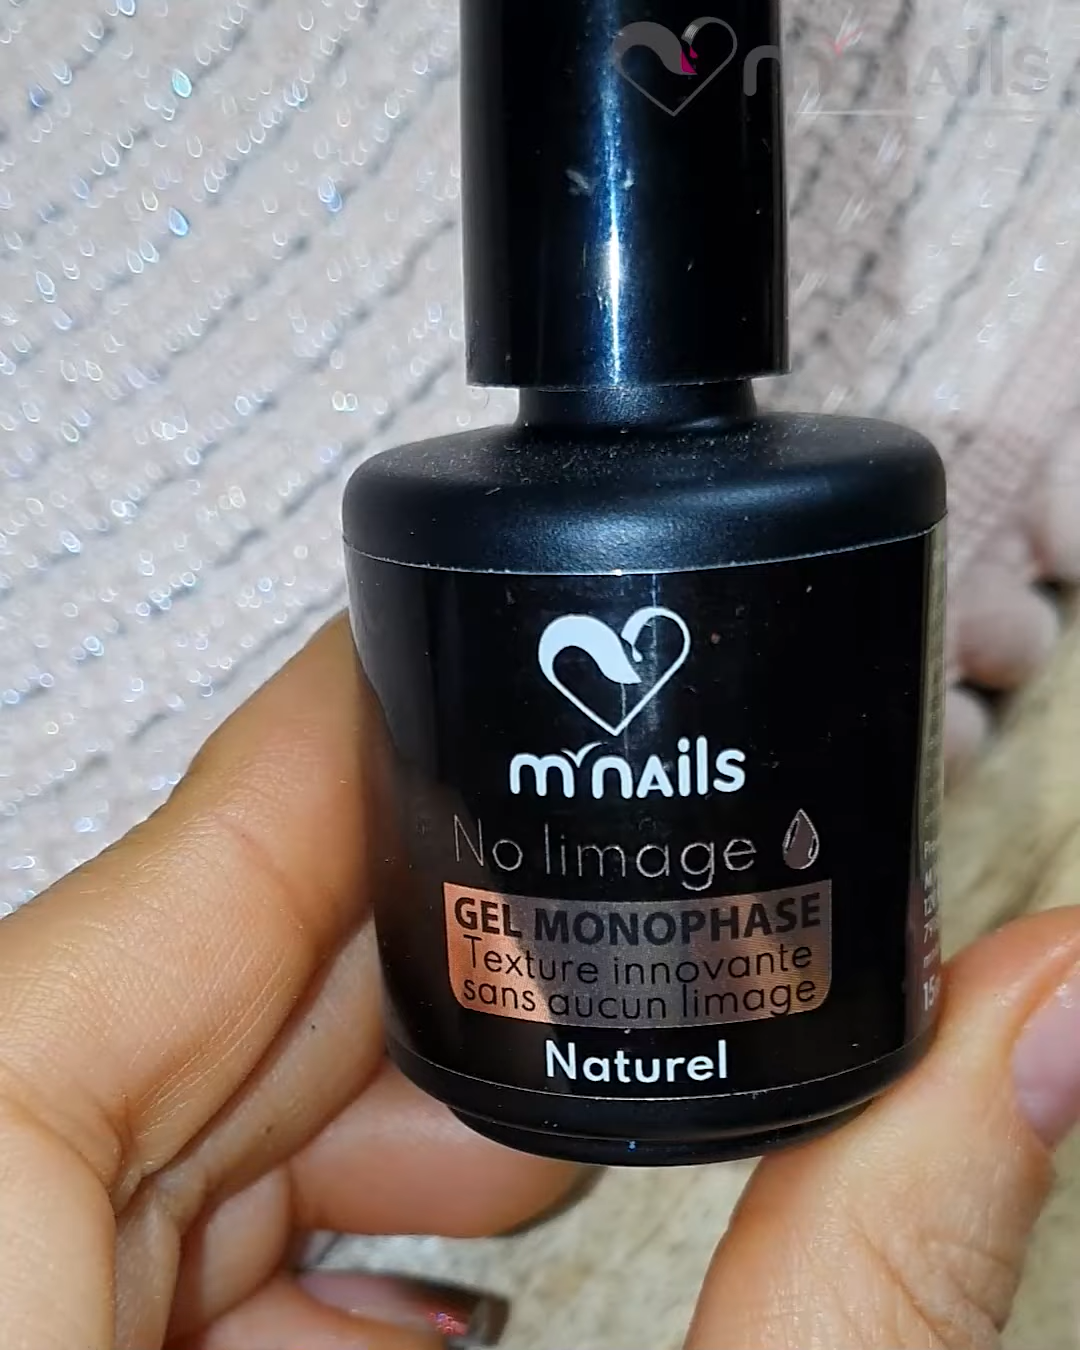 m'nails
m'nails
No limage
GEL MONOPHASE
Texture innovante
sans aucun limage
Naturel